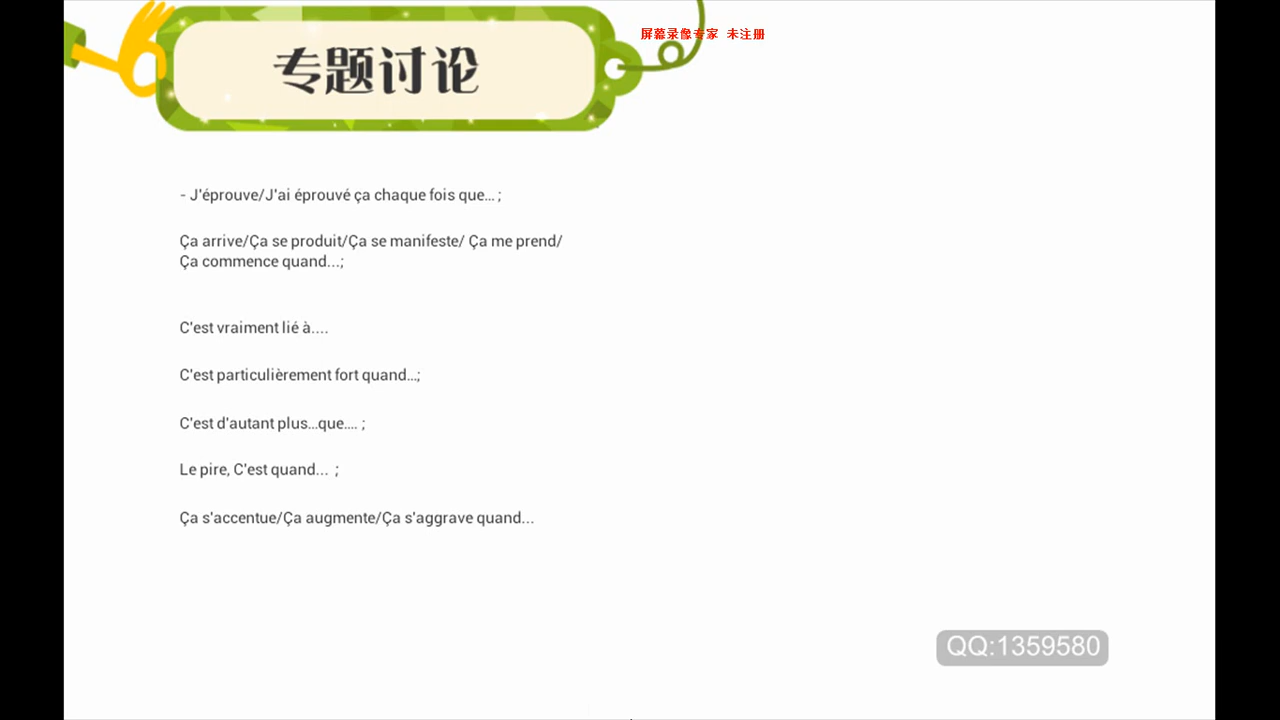 屏幕录像专家 未注册
专题讨论
- J'éprouve/J'ai éprouvé ça chaque fois que... ;
Ça arrive/Ça se produit/Ça se manifeste/ Ça me prend/
Ça commence quand...;
C'est vraiment lié à....
C'est particulièrement fort quand...;
C'est d'autant plus...que.... ;
Le pire, C'est quand... ;
Ça s'accentue/Ça augmente/Ça s'aggrave quand...
QQ:1359580